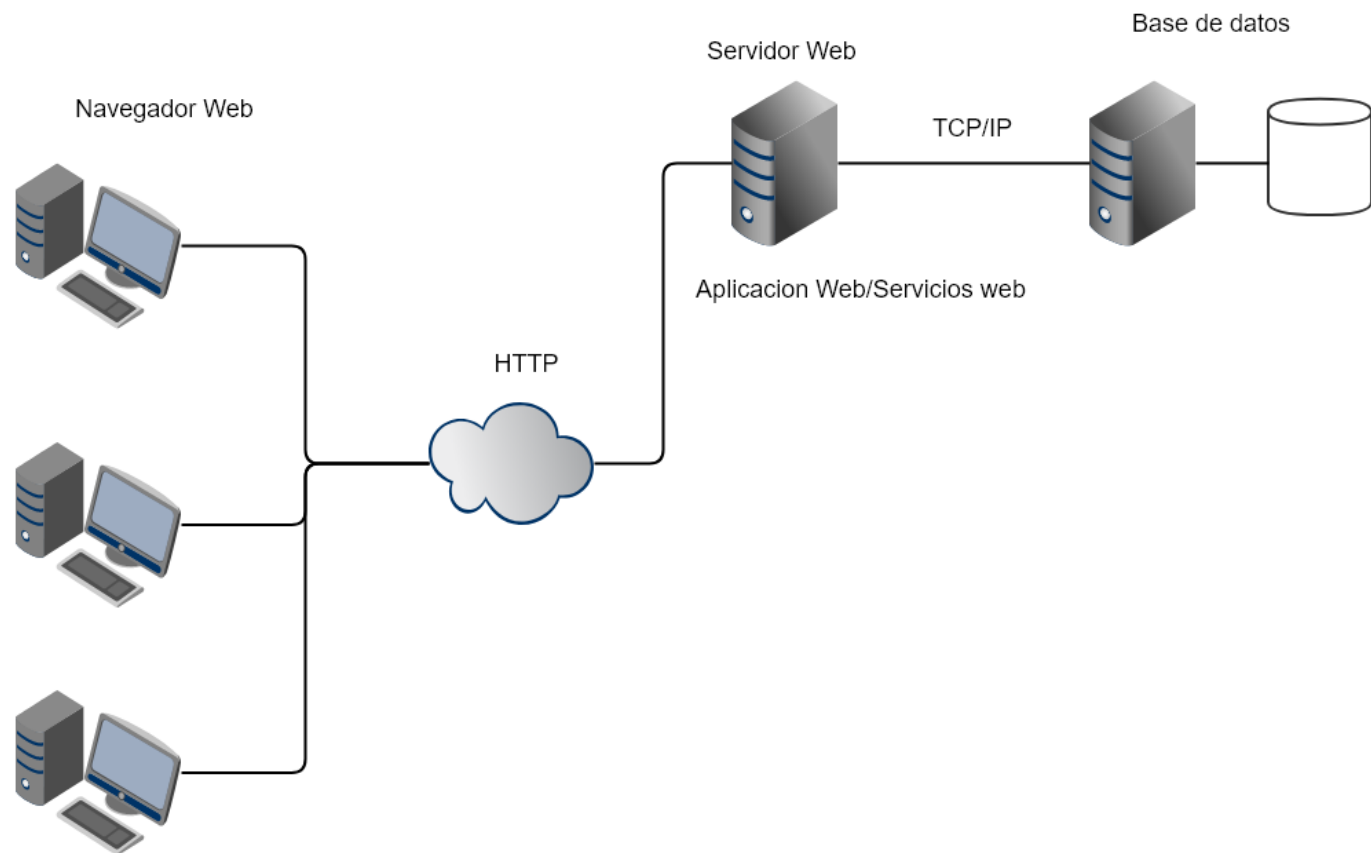 Base de datos
Servidor Web
Navegador Web
TCP/IP
Aplicacion Web/Servicios web
HTTP